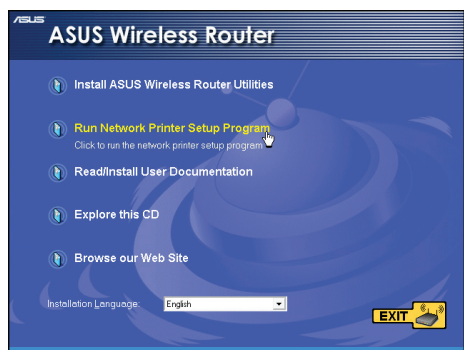 ASUS
ASUS Wireless Router
Install ASUS Wireless Router Utilities
Run Network Printer Setup Program
Click to run the network printer setup program
Read/Install User Documentation
Explore this CD
Browse our Web Site
Installation Language: English
EXIT